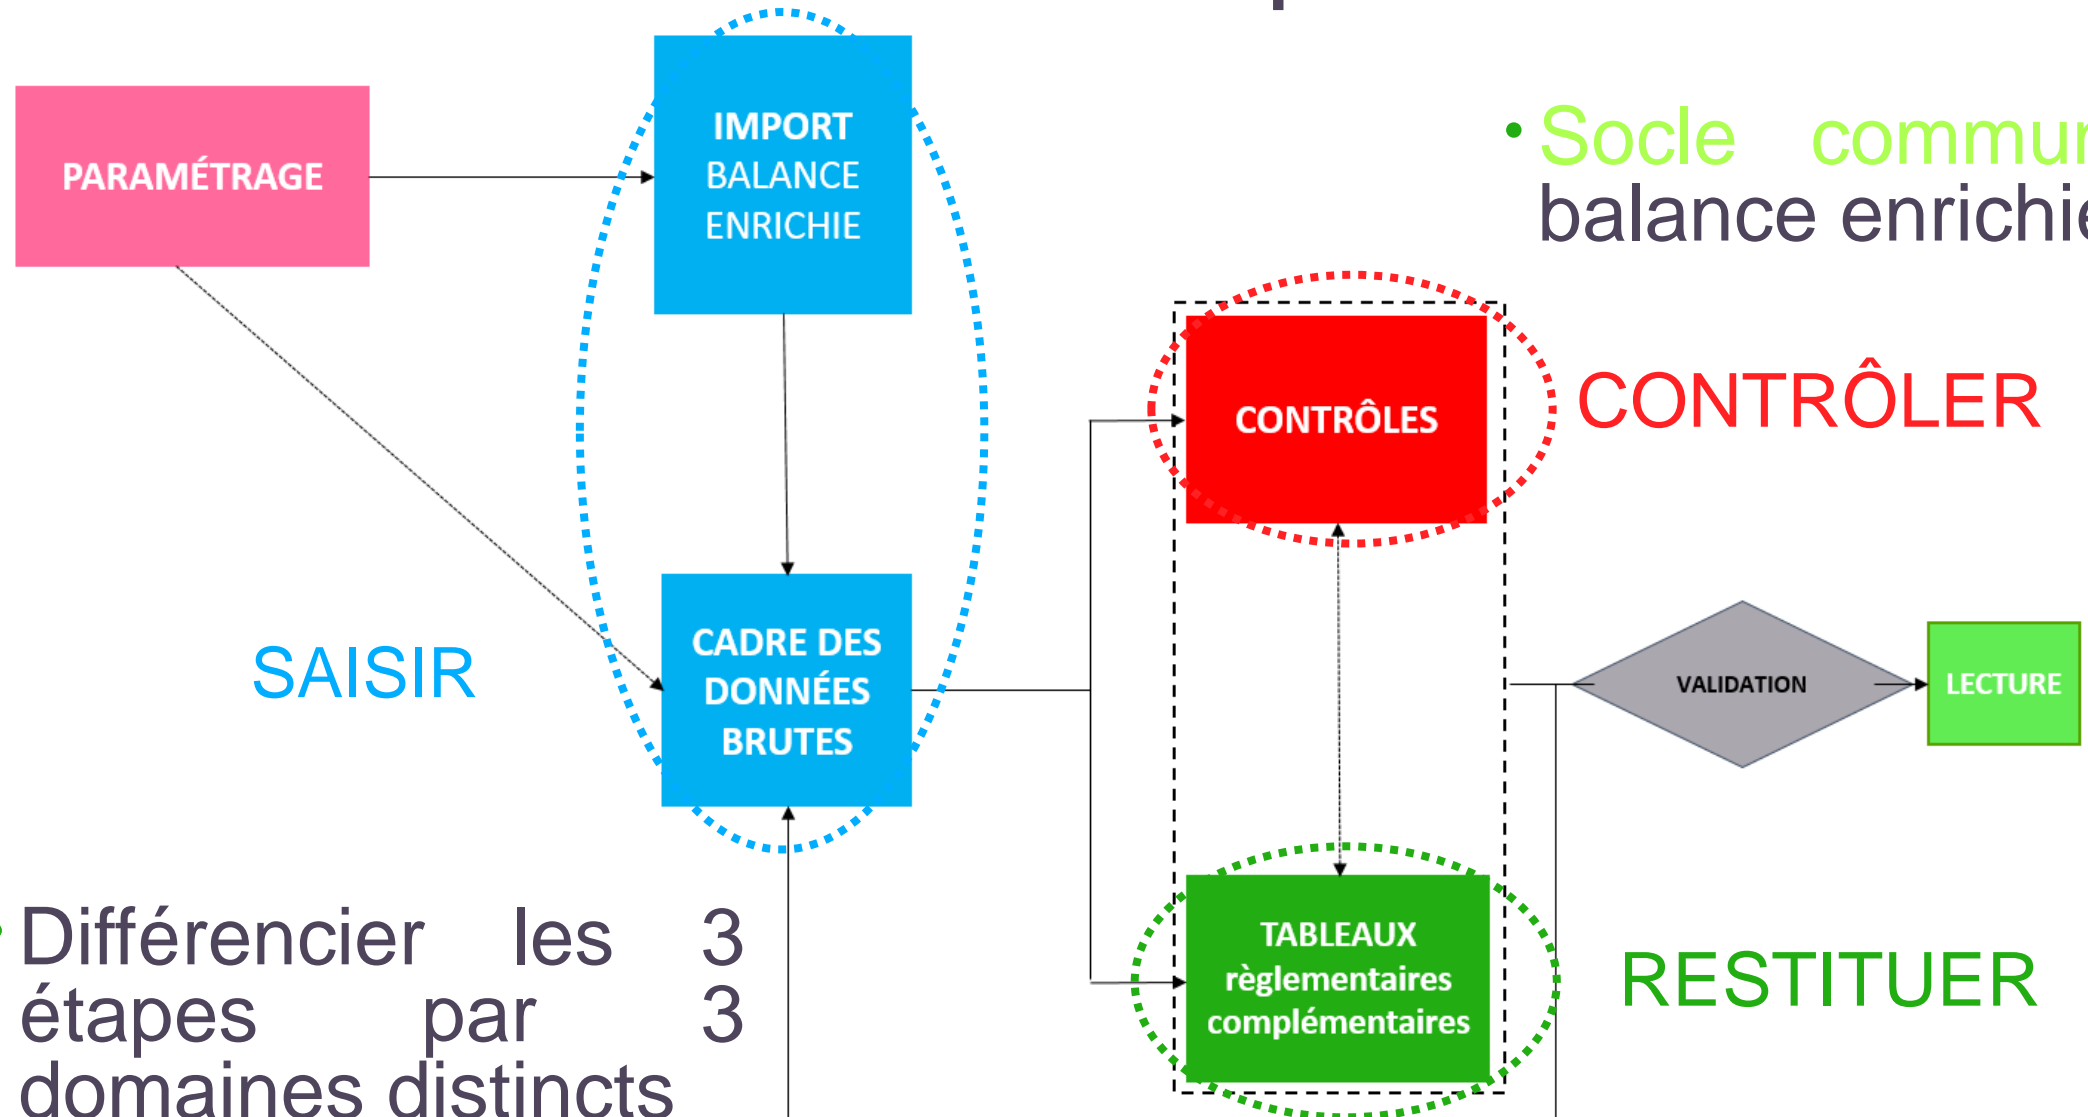 PARAMÉTRAGE
IMPORT
BALANCE
ENRICHIE
Socle commun
balance enrichie
CONTRÔLES
CONTRÔLER
SAISIR
CADRE DES
DONNÉES
BRUTES
VALIDATION
LECTURE
Différencier les 3
étapes par 3
domaines distincts
TABLEAUX
règlementaires
complémentaires
RESTITUER